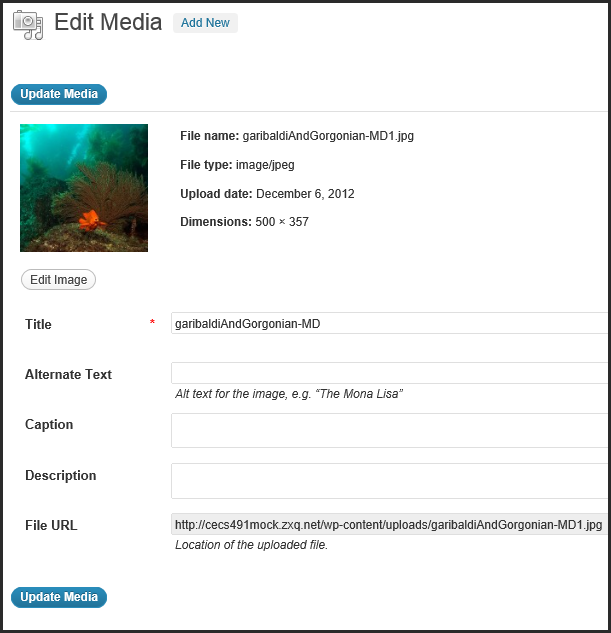 Edit Media Add New
Update Media
File name: garibaldiAndGorgonian-MD1.jpg
File type: image/jpeg
Upload date: December 6, 2012
Dimensions: 500 × 357
Edit Image
Title * garibaldiAndGorgonian-MD
Alternate Text
Alt text for the image, e.g. “The Mona Lisa”
Caption
Description
File URL http://cecs491mock.zxq.net/wp-content/uploads/garibaldiAndGorgonian-MD1.jpg
Location of the uploaded file.
Update Media